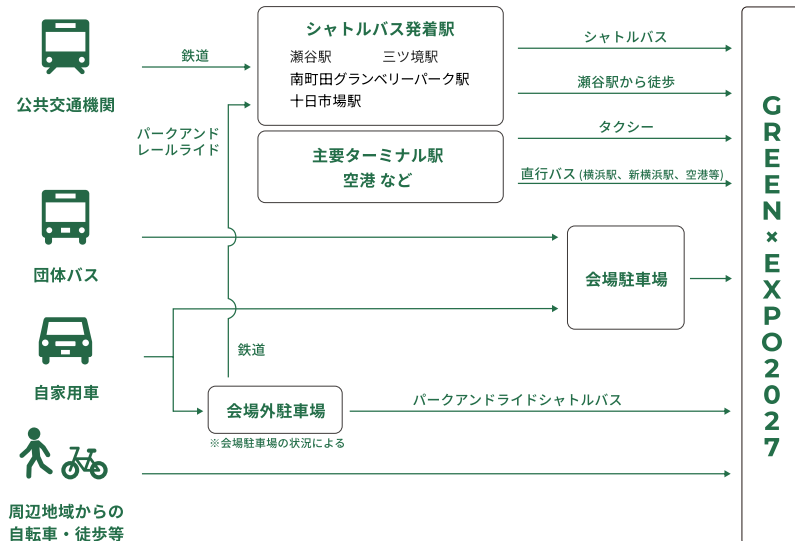 公共交通機関
鉄道
シャトルバス発着駅
瀬谷駅 三ツ境駅
南町田グランベリーパーク駅
十日市場駅
パークアンド
レールライド
主要ターミナル駅
空港 など
シャトルバス
瀬谷駅から徒歩
タクシー
直行バス (横浜駅、新横浜駅、空港等)
団体バス
会場駐車場
自家用車
鉄道
会場外駐車場
※会場駐車場の状況による
パークアンドライドシャトルバス
周辺地域からの
自転車・徒歩等
GREEN×EXPO2027